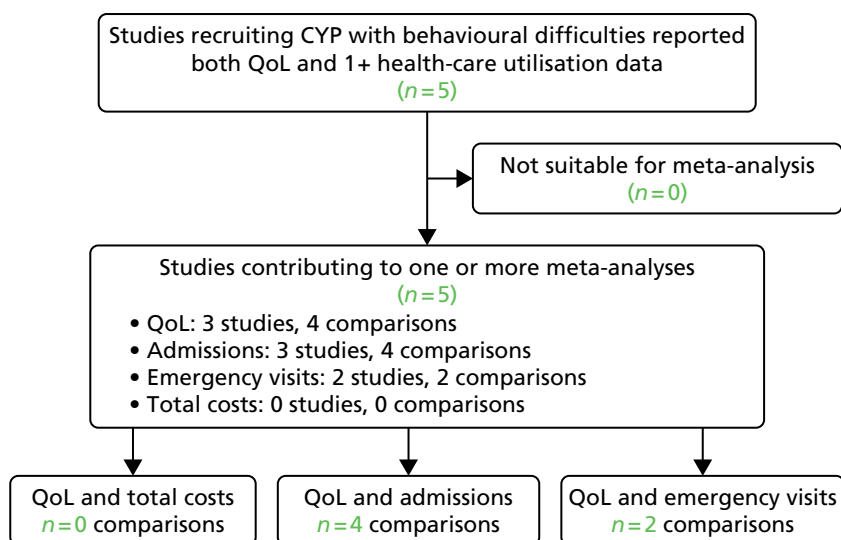 Studies recruiting CYP with behavioural difficulties reported
both QoL and 1+ health-care utilisation data
(n=5)
Not suitable for meta-analysis
(n=0)
Studies contributing to one or more meta-analyses
(n=5)
• QoL: 3 studies, 4 comparisons
• Admissions: 3 studies, 4 comparisons
• Emergency visits: 2 studies, 2 comparisons
• Total costs: 0 studies, 0 comparisons
QoL and total costs
n=0 comparisons
QoL and admissions
n=4 comparisons
QoL and emergency visits
n=2 comparisons